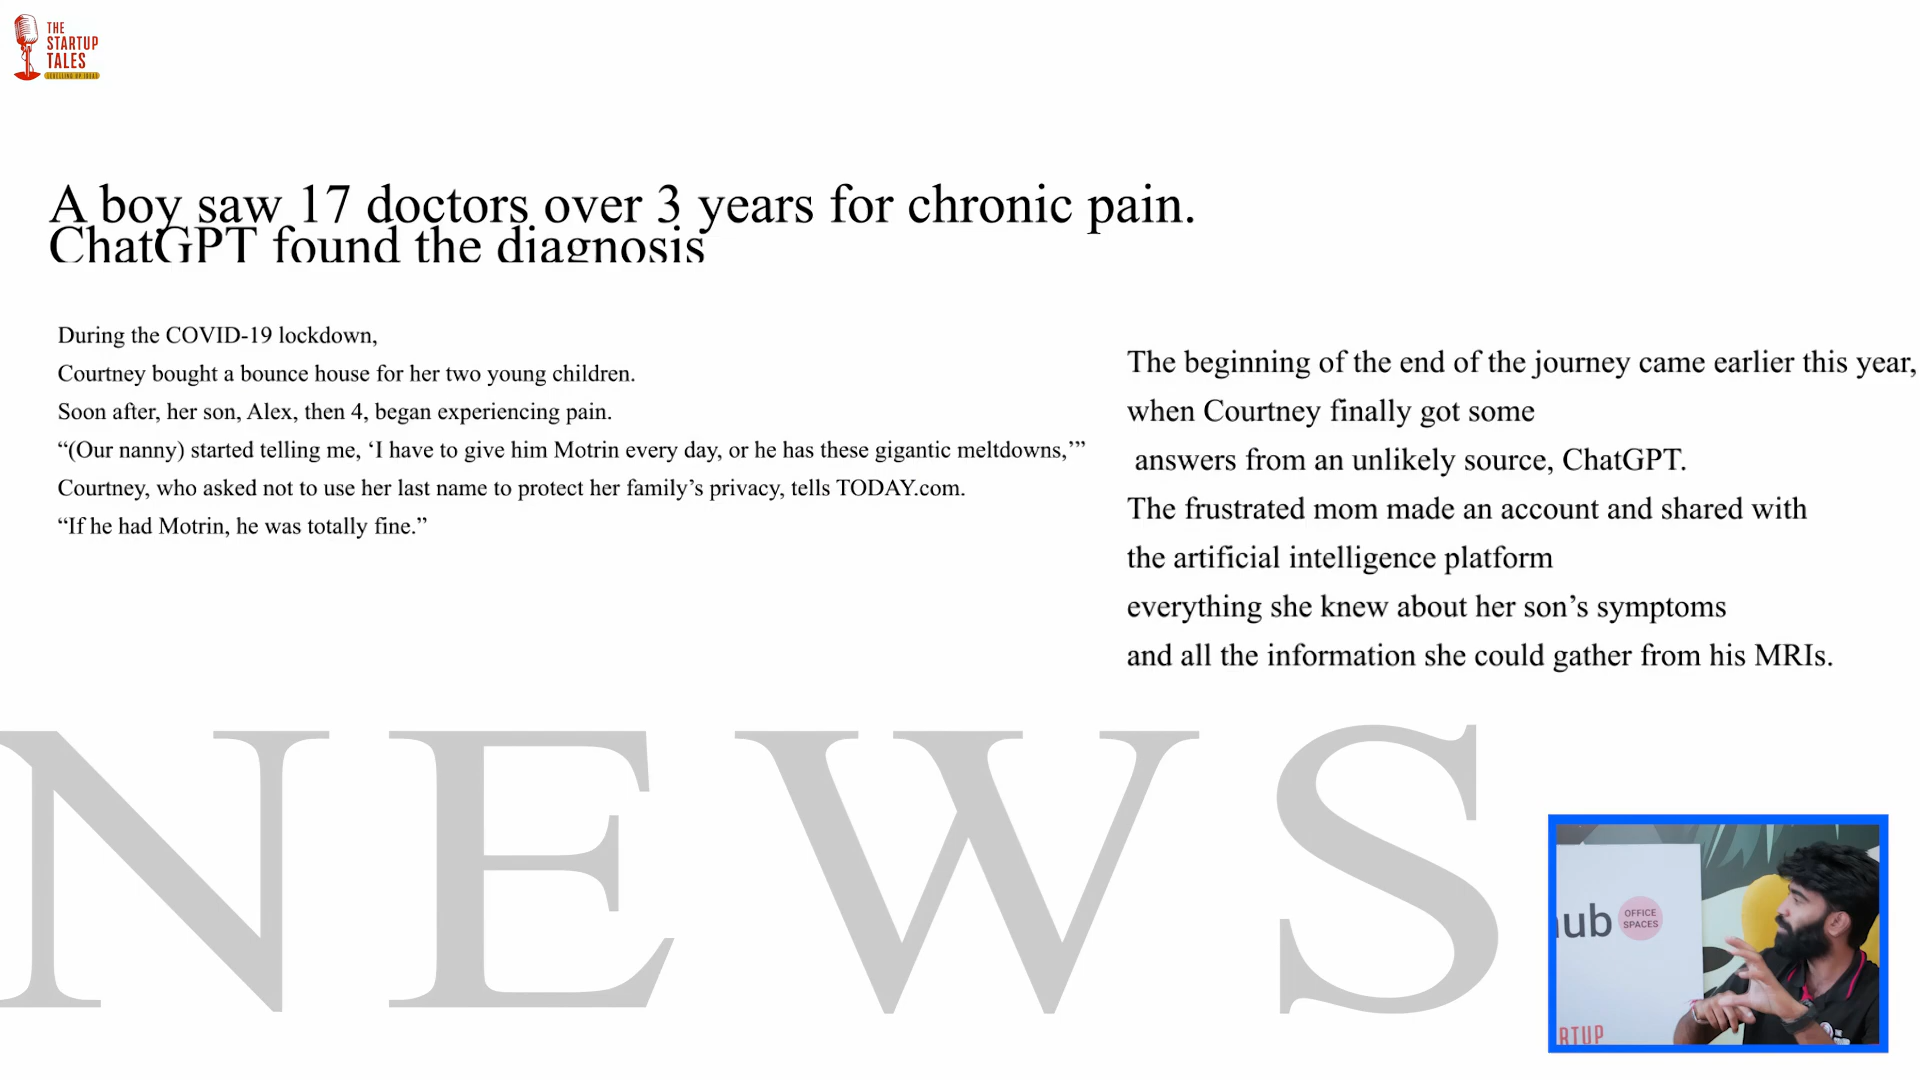 THE
STARTUP
TALES
A boy saw 17 doctors over 3 years for chronic pain.
ChatGPT found the diagnosis
During the COVID-19 lockdown,
Courtney bought a bounce house for her two young children.
Soon after, her son, Alex, then 4, began experiencing pain.
“(Our nanny) started telling me, ‘I have to give him Motrin every day, or he has these gigantic meltdowns,’”
Courtney, who asked not to use her last name to protect her family’s privacy, tells TODAY.com.
“If he had Motrin, he was totally fine.”
The beginning of the end of the journey came earlier this year,
when Courtney finally got some
answers from an unlikely source, ChatGPT.
The frustrated mom made an account and shared with
the artificial intelligence platform
everything she knew about her son’s symptoms
and all the information she could gather from his MRIs.
NEWS
hub
OFFICE
SPACES
RTUP